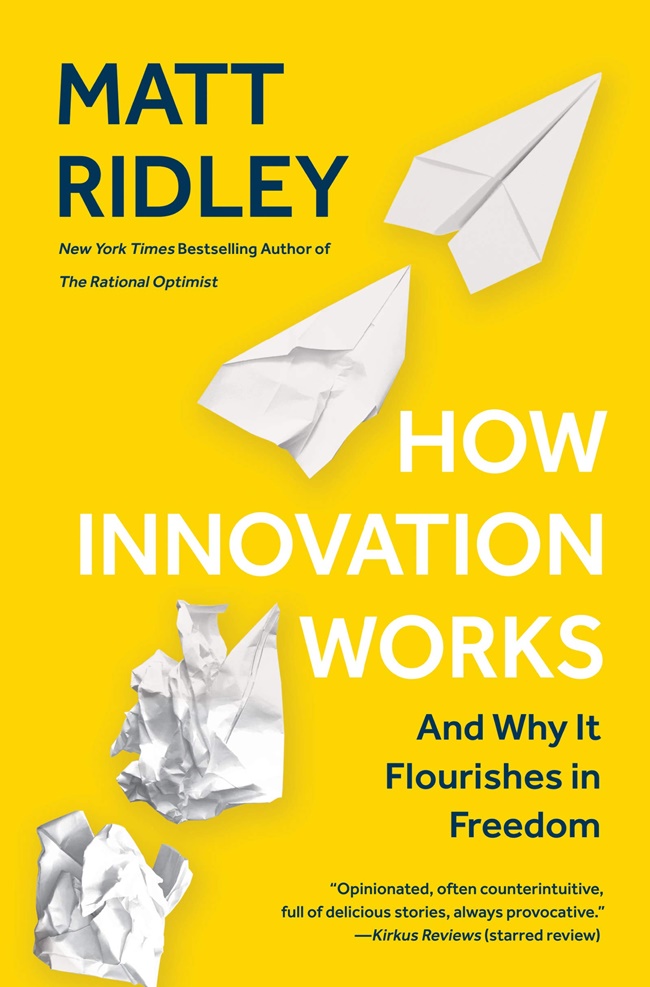 MATT
RIDLEY
New York Times Bestselling Author of
The Rational Optimist
HOW
INNOVATION
WORKS
And Why It
Flourishes in
Freedom
“Opinionated, often counterintuitive,
full of delicious stories, always provocative.”
—Kirkus Reviews (starred review)